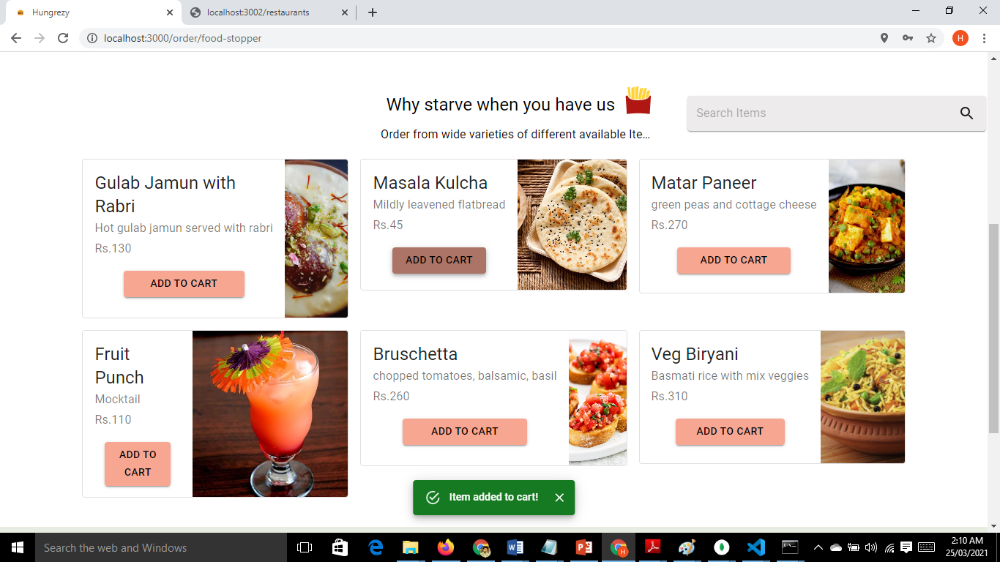 Hungrezy
localhost:3002/restaurants
localhost:3000/order/food-stopper
H
Why starve when you have us
Search Items
Order from wide varieties of different available Ite...
Gulab Jamun with
Rabri
Hot gulab jamun served with rabri
Rs.130
ADD TO CART
Masala Kulcha
Mildly leavened flatbread
Rs.45
ADD TO CART
Matar Paneer
green peas and cottage cheese
Rs.270
ADD TO CART
Fruit
Punch
Mocktail
Rs.110
ADD TO
CART
Bruschetta
chopped tomatoes, balsamic, basil
Rs.260
ADD TO CART
Veg Biryani
Basmati rice with mix veggies
Rs.310
ADD TO CART
Item added to cart!
Search the web and Windows
2:10 AM
25/03/2021